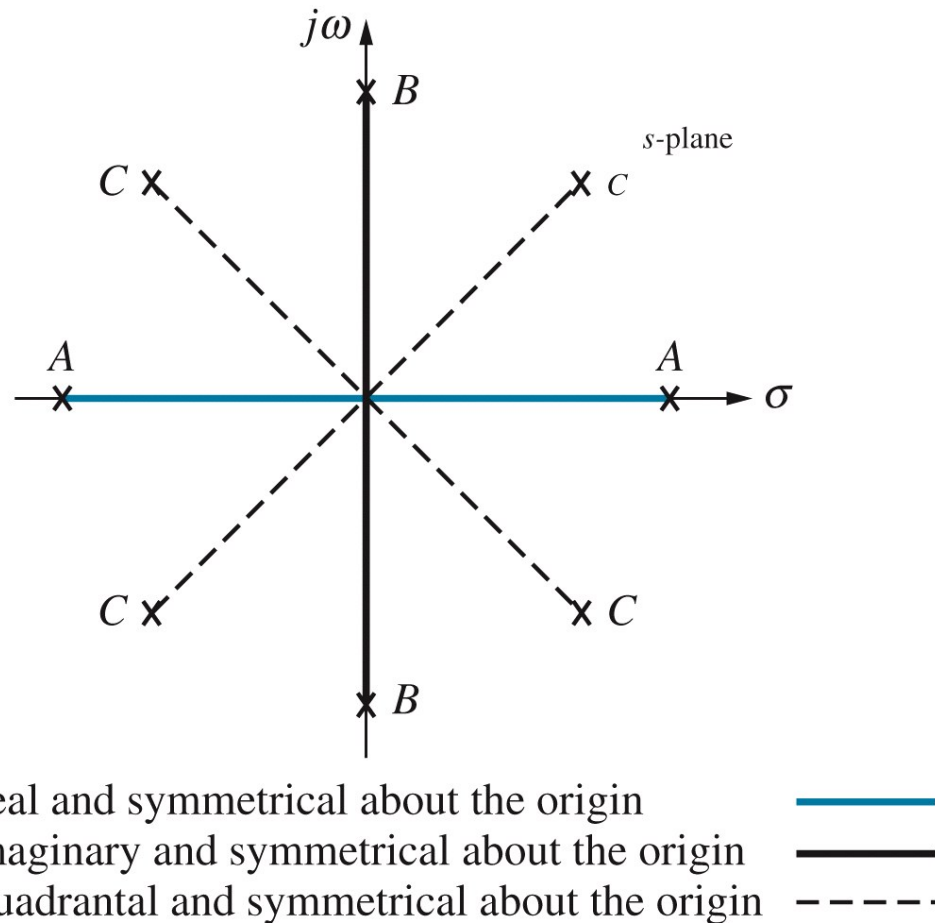 jω
B
s-plane
C
C
A
A
σ
C
C
B
eal and symmetrical about the origin
naginary and symmetrical about the origin
uadrantal and symmetrical about the origin